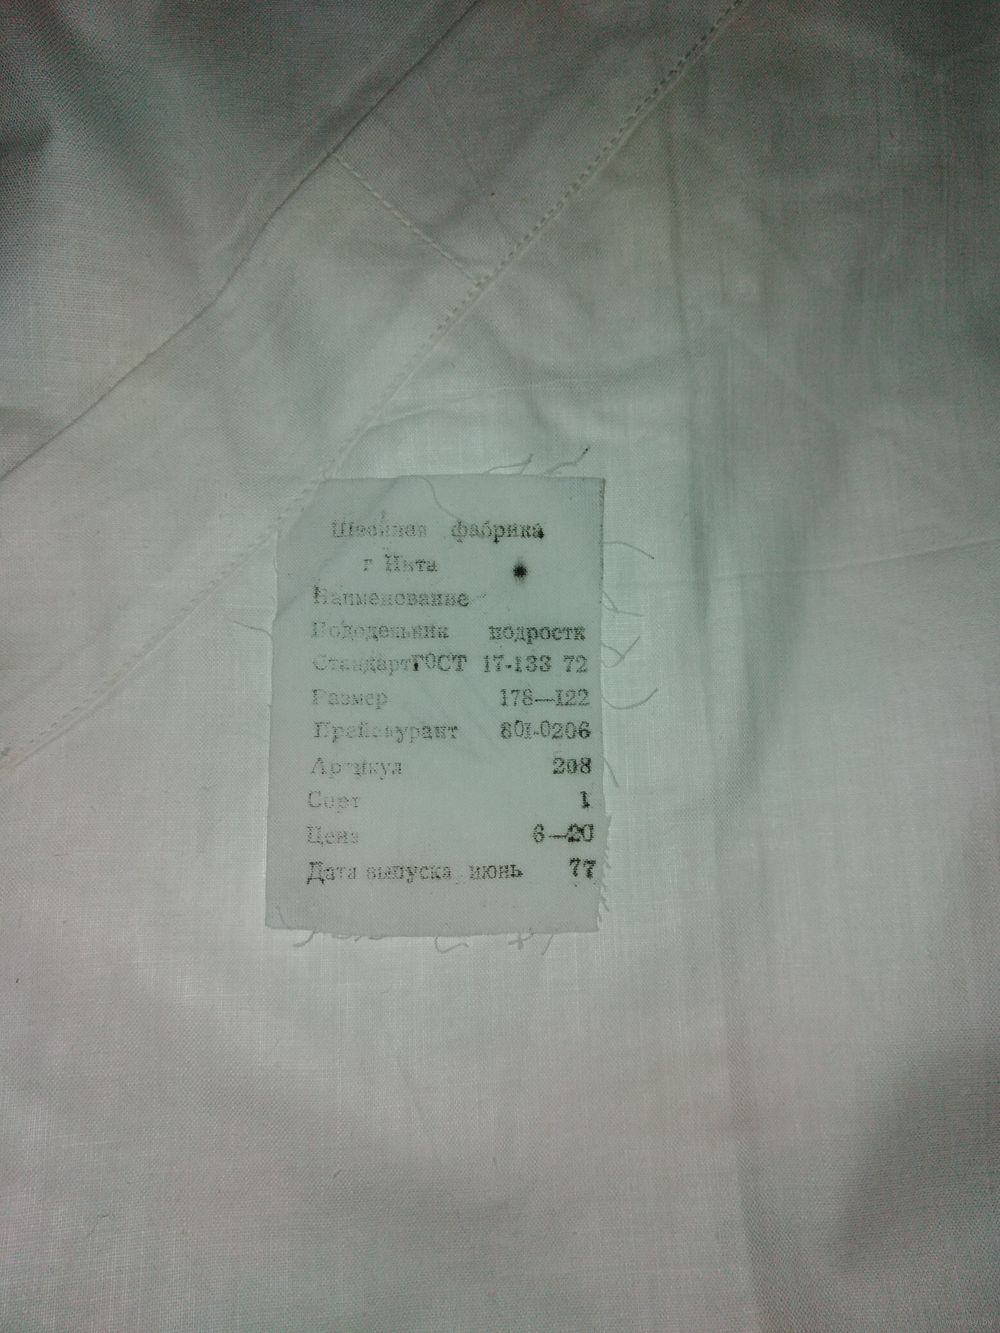 Швейная фабрика
г Инта
Наименование
Пододеяльник подростк
Стандарт ГОСТ 17-133 72
Размер 178—122
Прейскурант 801-0206
Артикул 208
Сорт 1
Цена 6—20
Дата выпуска июнь 77